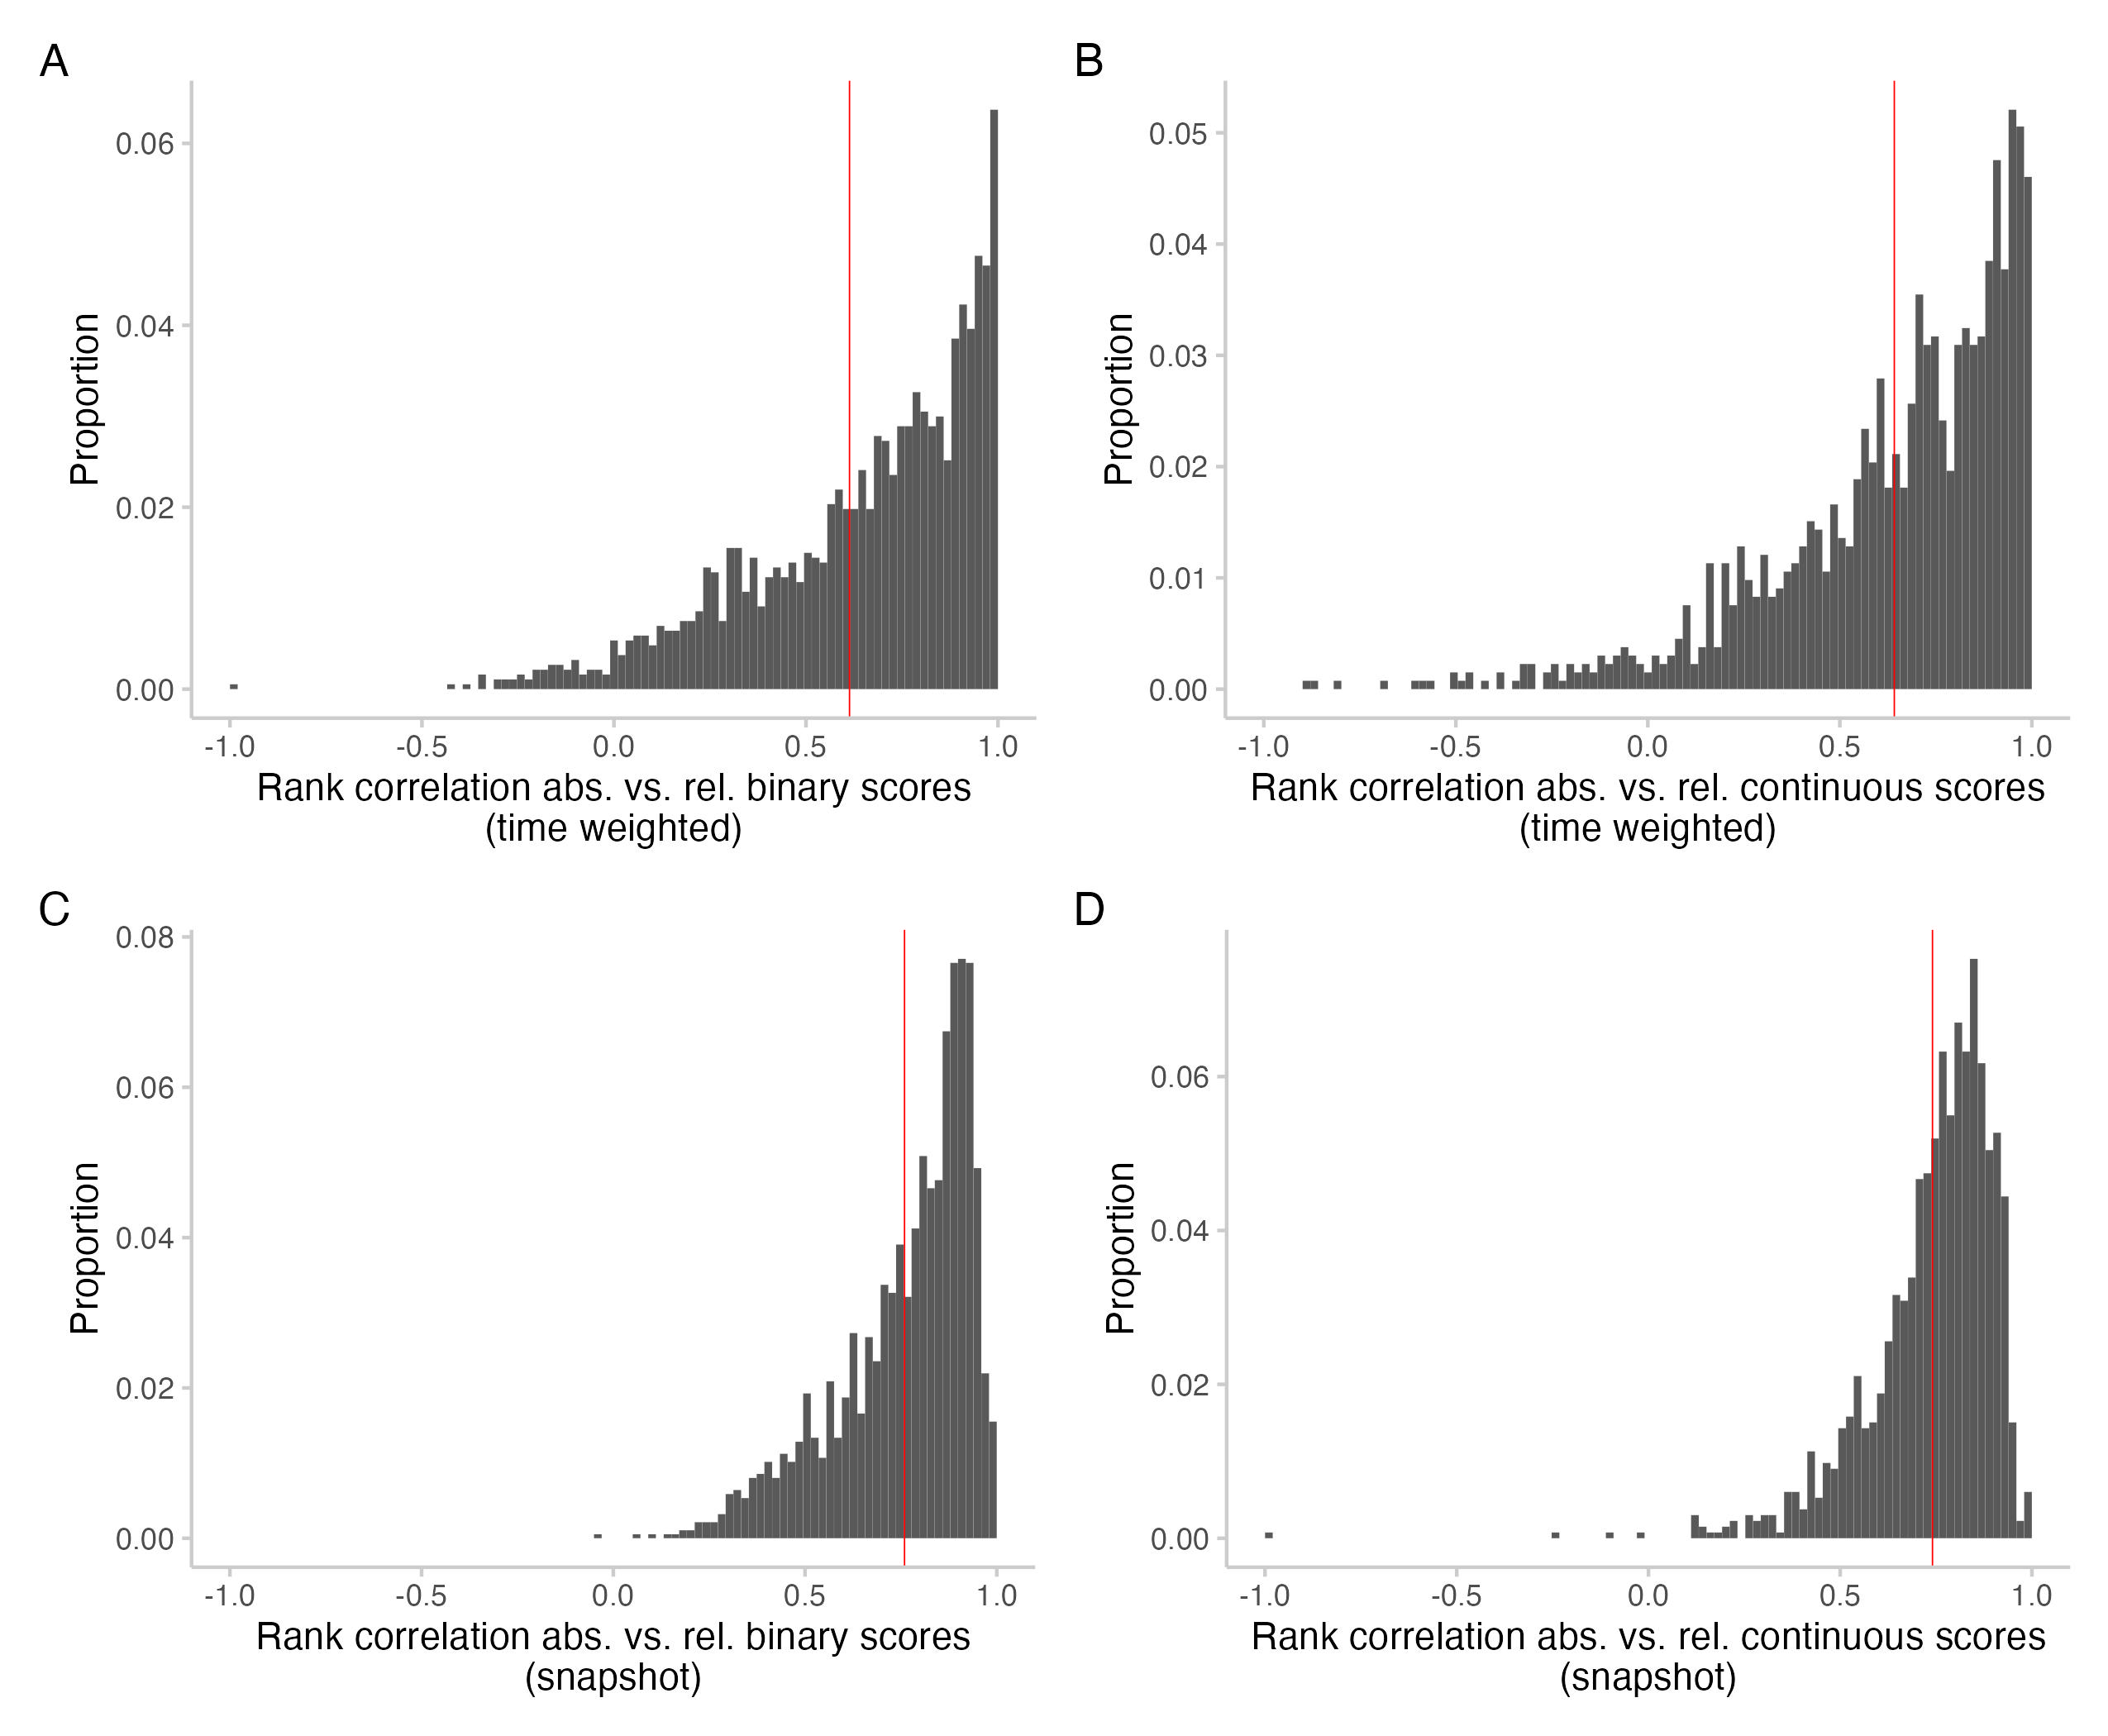 A
0.06
0.04
0.02
0.00
Proportion
-1.0 -0.5 0.0 0.5 1.0
Rank correlation abs. vs. rel. binary scores
(time weighted)
B
0.05
0.04
0.03
0.02
0.01
0.00
Proportion
-1.0 -0.5 0.0 0.5 1.0
Rank correlation abs. vs. rel. continuous scores
(time weighted)
C
0.08
0.06
0.04
0.02
0.00
Proportion
-1.0 -0.5 0.0 0.5 1.0
Rank correlation abs. vs. rel. binary scores
(snapshot)
D
0.06
0.04
0.02
0.00
Proportion
-1.0 -0.5 0.0 0.5 1.0
Rank correlation abs. vs. rel. continuous scores
(snapshot)